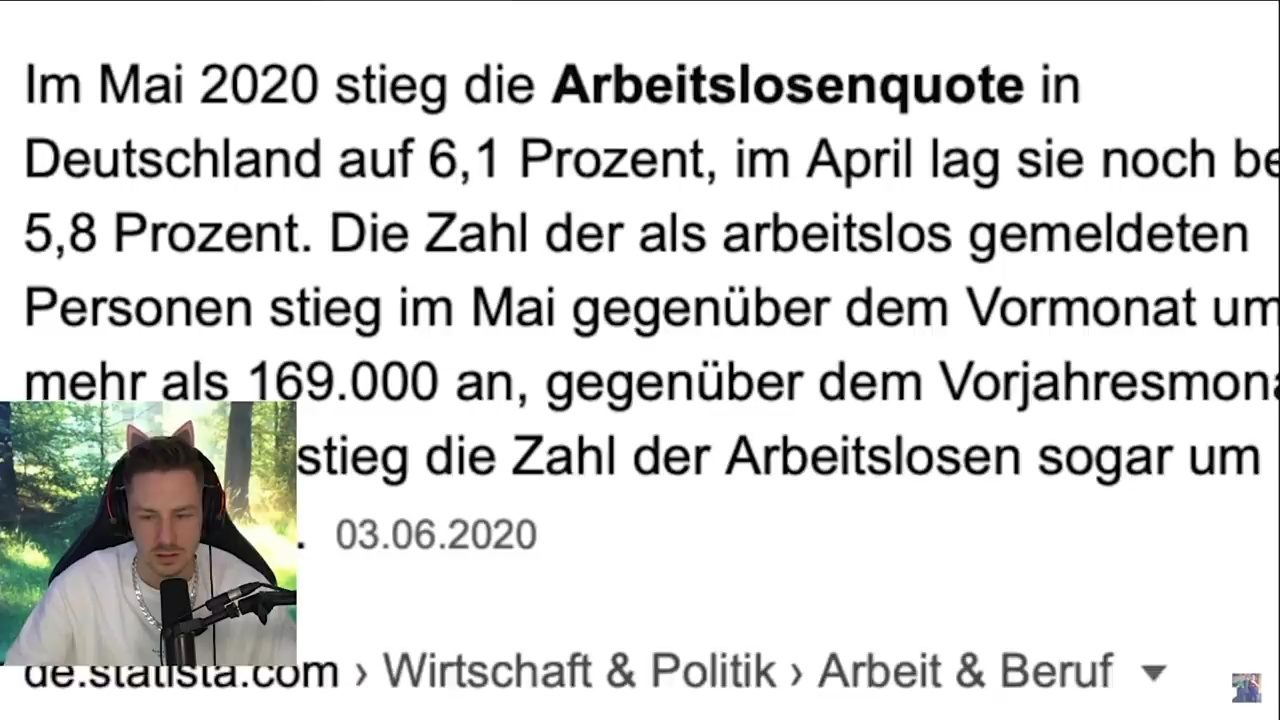 Im Mai 2020 stieg die Arbeitslosenquote in
Deutschland auf 6,1 Prozent, im April lag sie noch be
5,8 Prozent. Die Zahl der als arbeitslos gemeldeten
Personen stieg im Mai gegenüber dem Vormonat um
mehr als 169.000 an, gegenüber dem Vorjahresmona
stieg die Zahl der Arbeitslosen sogar um
. 03.06.2020
de.statista.com › Wirtschaft & Politik › Arbeit & Beruf